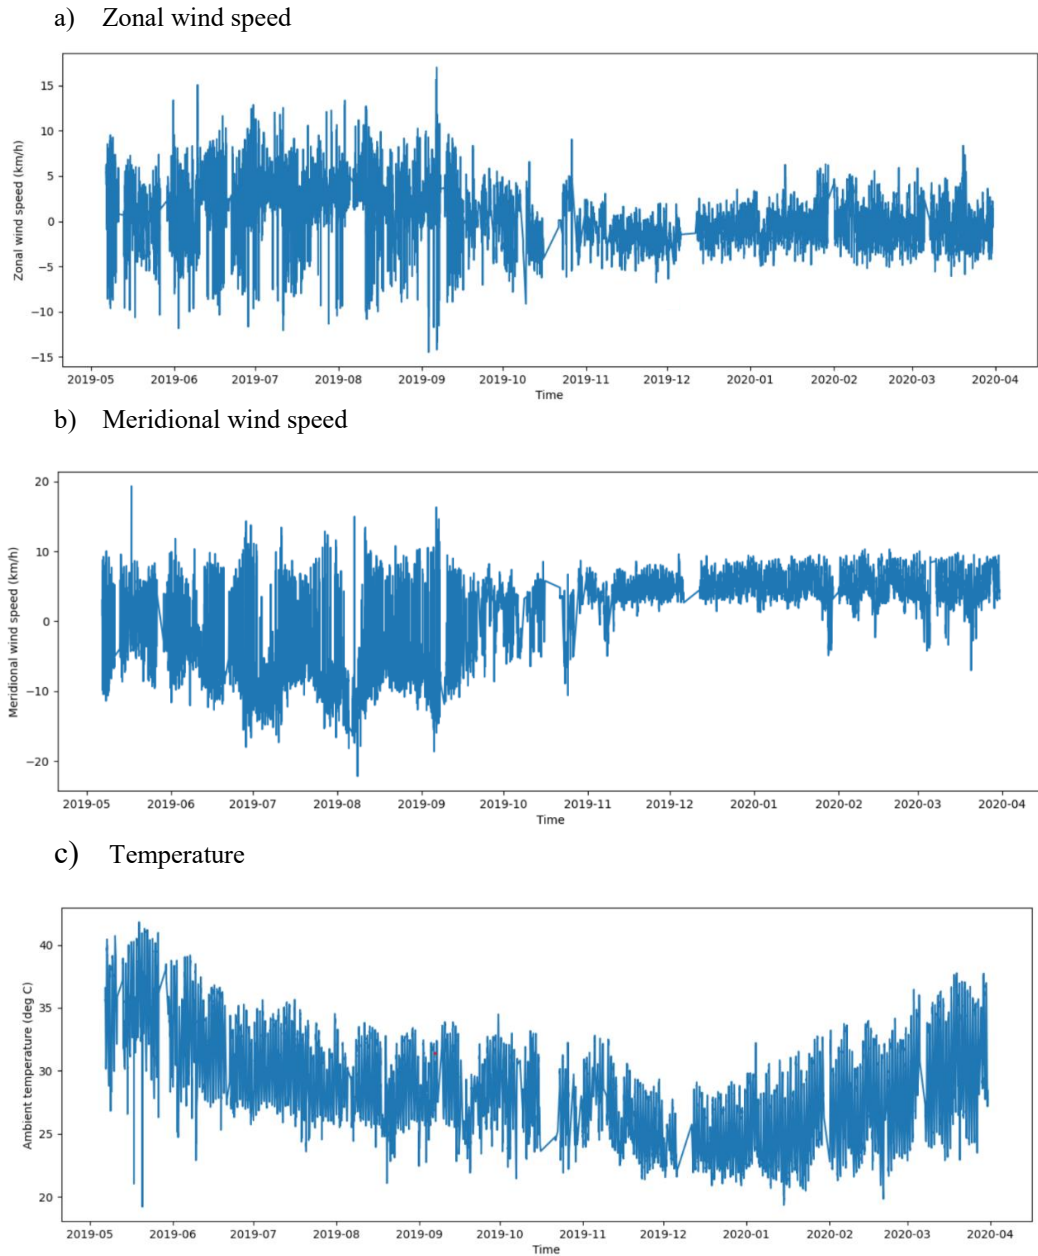 a) Zonal wind speed
15
10
5
0
−5
−10
−15
Zonal wind speed (km/h)
2019-05 2019-06 2019-07 2019-08 2019-09 2019-10 2019-11 2019-12 2020-01 2020-02 2020-03 2020-04
Time
b) Meridional wind speed
20
10
0
−10
−20
Meridional wind speed (km/h)
2019-05 2019-06 2019-07 2019-08 2019-09 2019-10 2019-11 2019-12 2020-01 2020-02 2020-03 2020-04
Time
c) Temperature
40
35
30
25
20
Ambient temperature (deg C)
2019-05 2019-06 2019-07 2019-08 2019-09 2019-10 2019-11 2019-12 2020-01 2020-02 2020-03 2020-04
Time